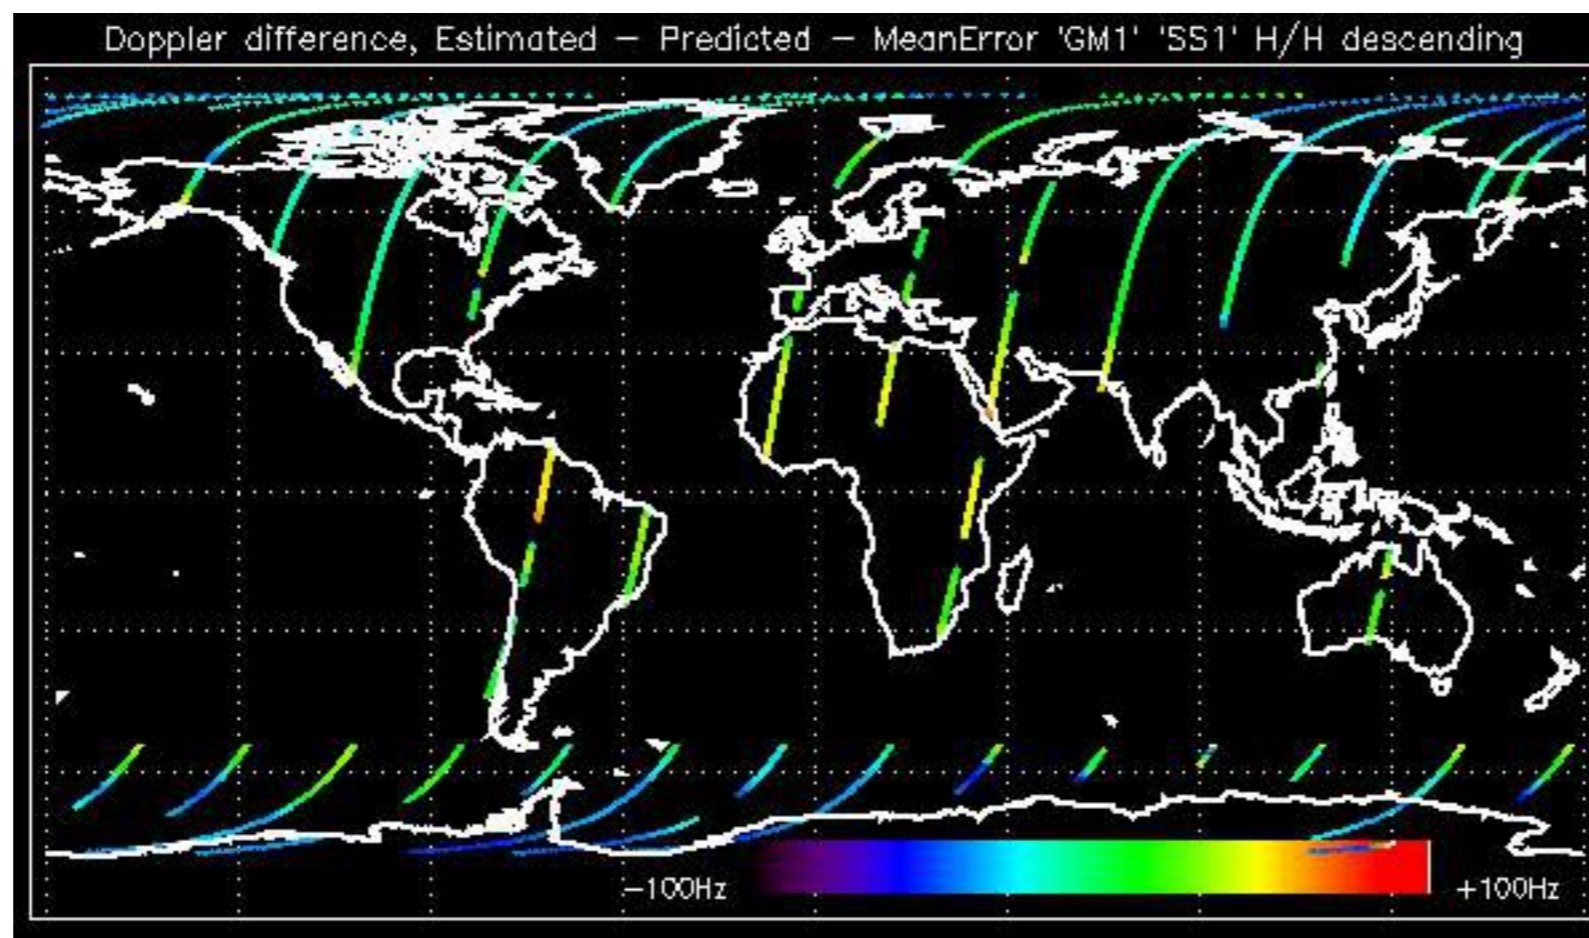 Doppler difference, Estimated – Predicted – MeanError 'GM1' 'SS1' H/H descending
–100Hz +100Hz